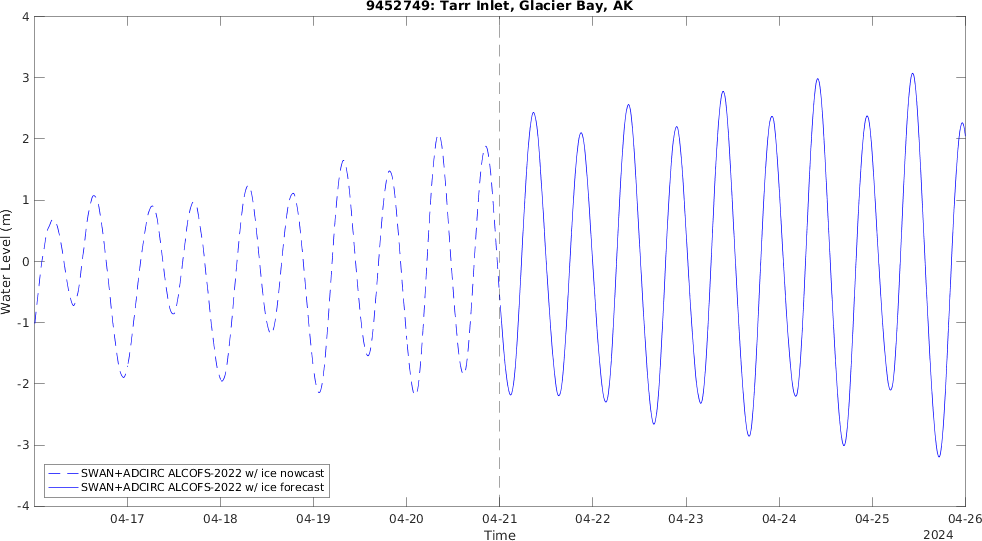 9452749: Tarr Inlet, Glacier Bay, AK
4
3
2
1
0
-1
-2
-3
-4
Water Level (m)
SWAN+ADCIRC ALCOFS-2022 w/ ice nowcast
SWAN+ADCIRC ALCOFS-2022 w/ ice forecast
04-17 04-18 04-19 04-20 04-21 04-22 04-23 04-24 04-25 04-26
Time
2024